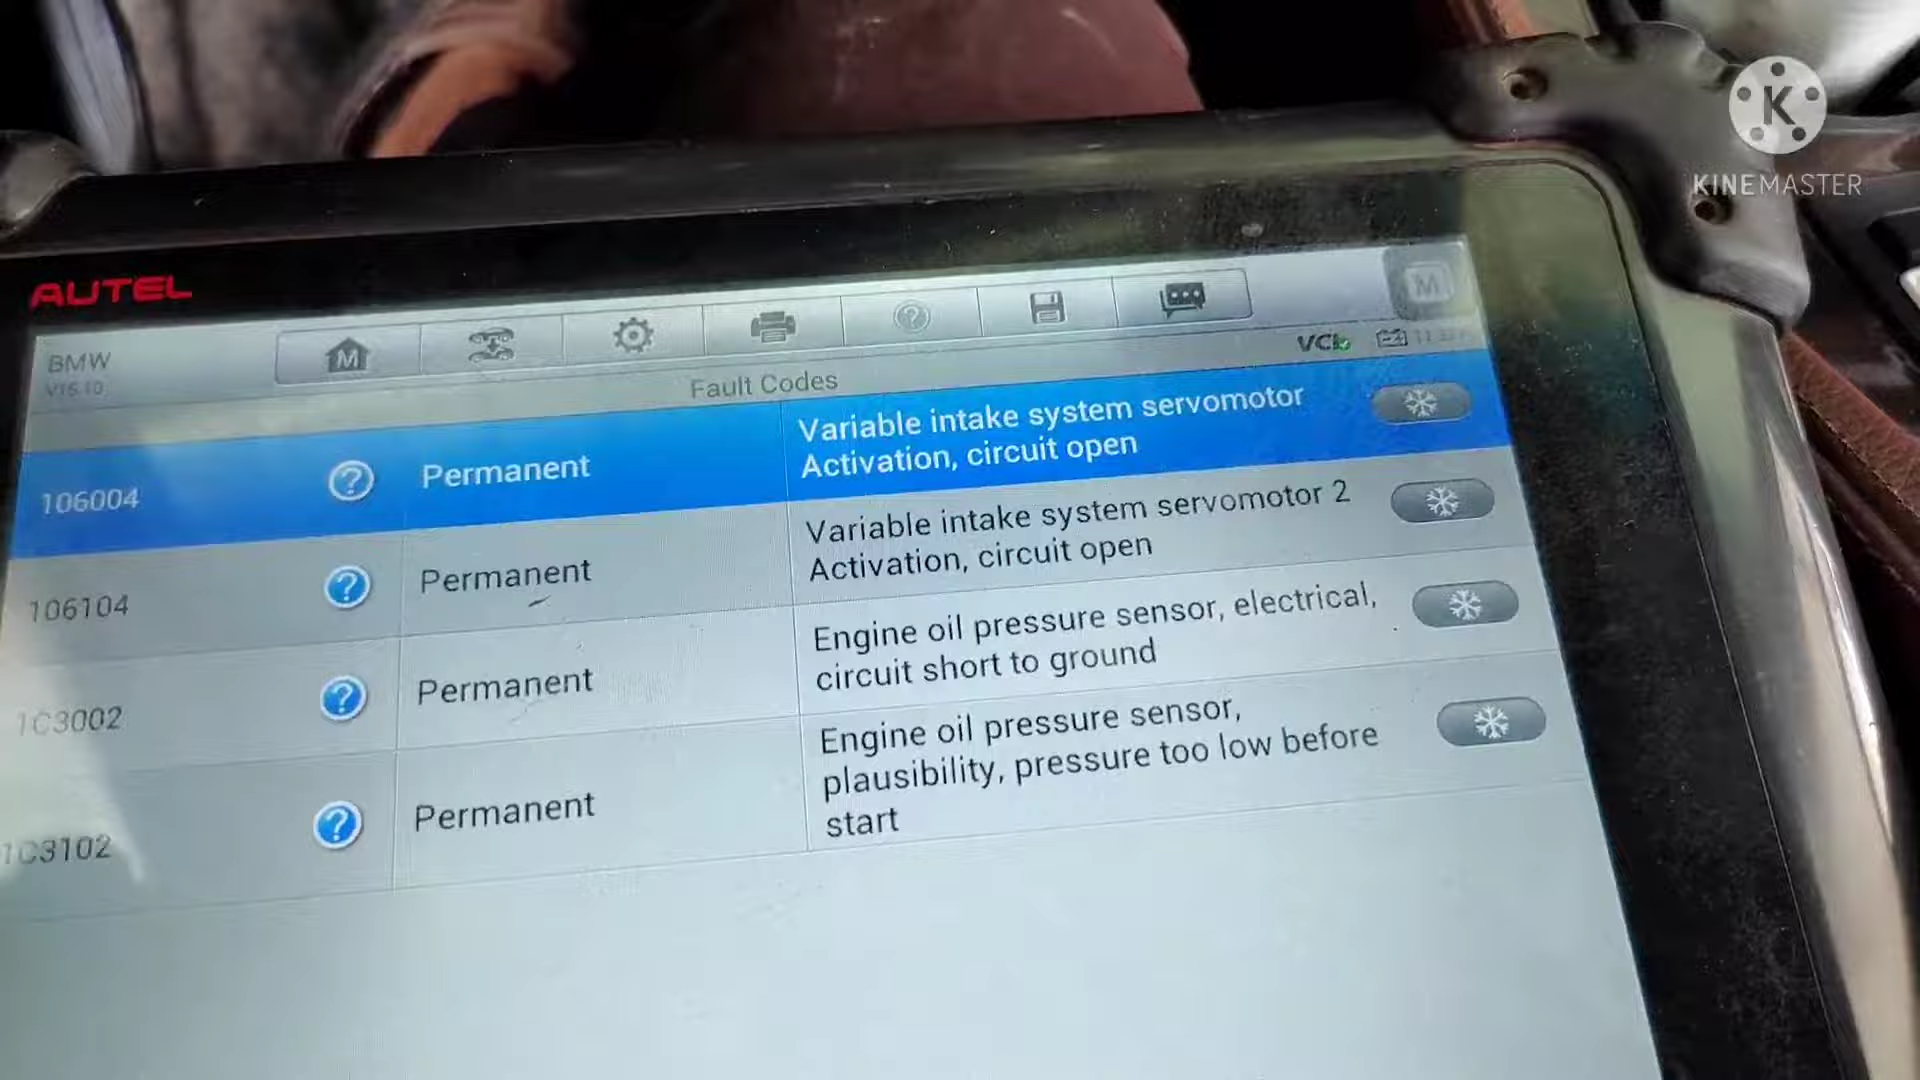 K
KINEMASTER
AUTEL
BMW
V15.10
M
M
VCI
Fault Codes
106004
?
Permanent
Variable intake system servomotor
Activation, circuit open
106104
?
Permanent
Variable intake system servomotor 2
Activation, circuit open
1C3002
?
Permanent
Engine oil pressure sensor, electrical,
circuit short to ground
1C3102
?
Permanent
Engine oil pressure sensor,
plausibility, pressure too low before
start